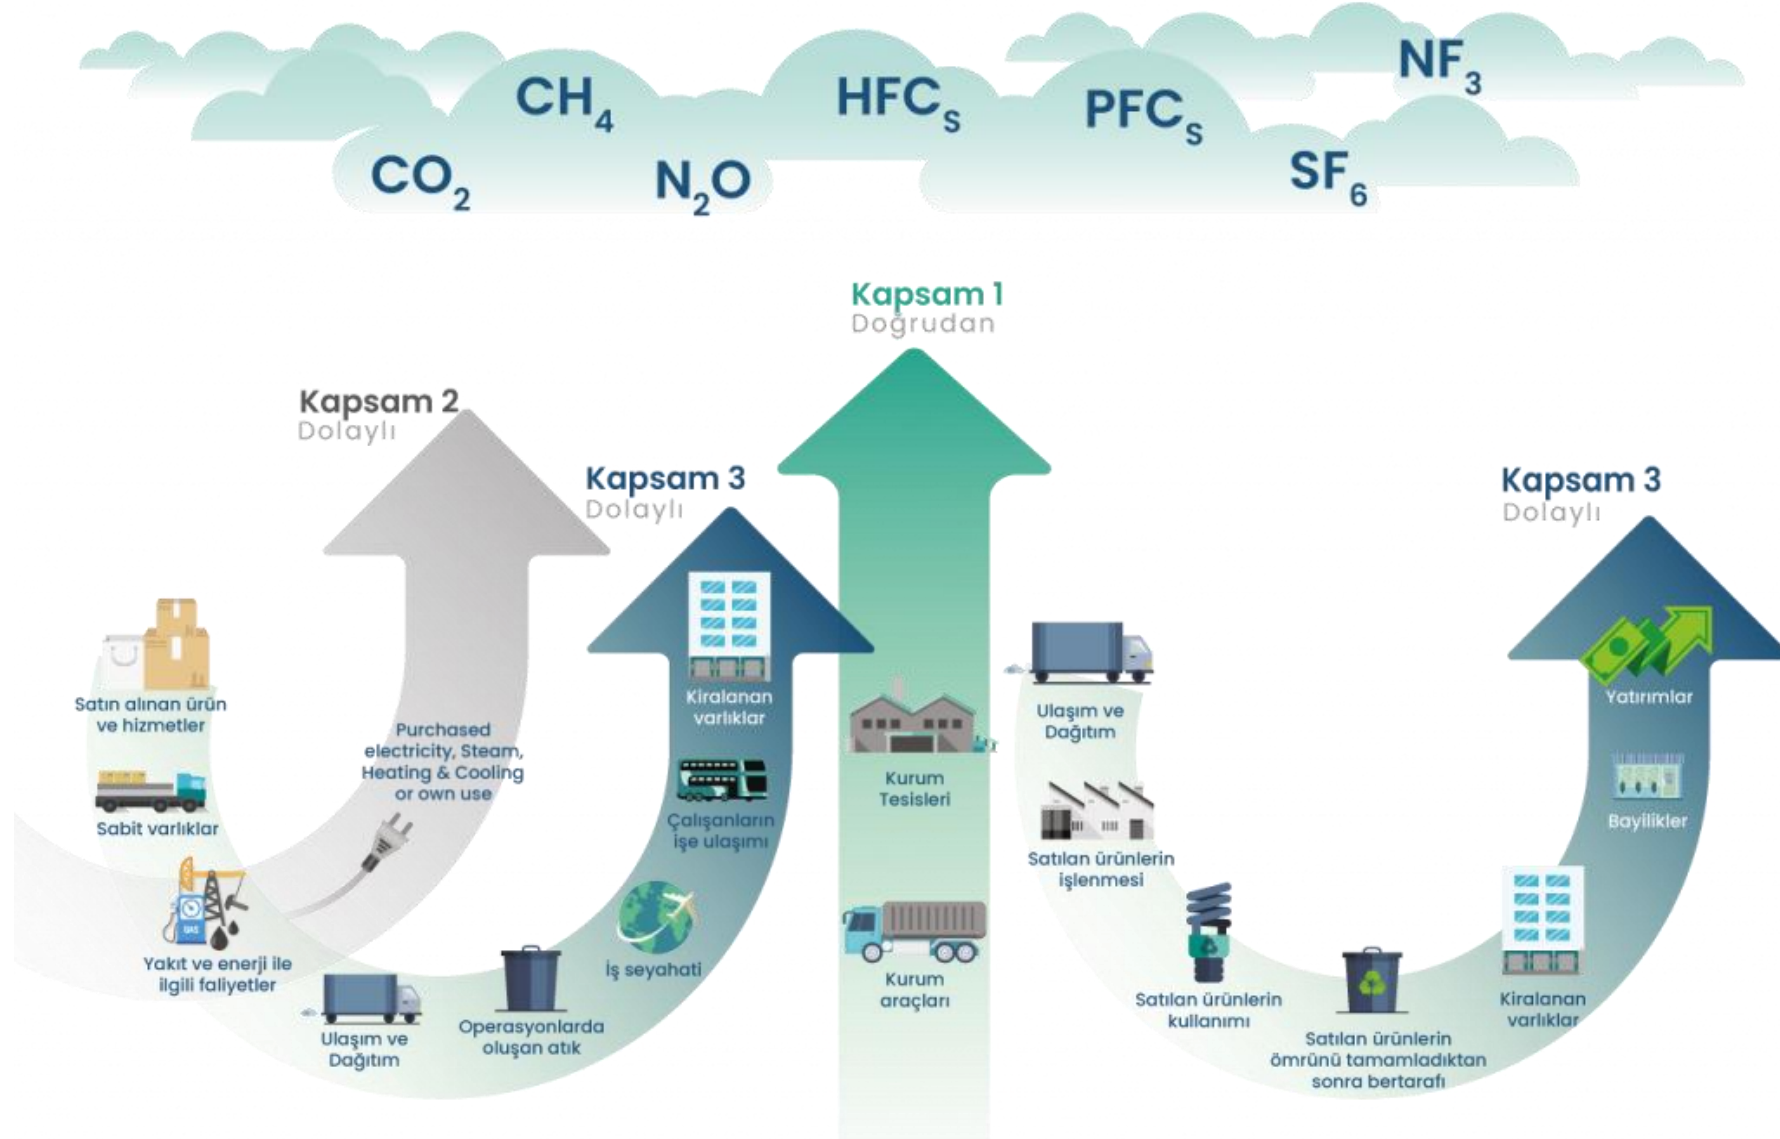 CO2
CH4
N2O
HFCs
PFCs
SF6
NF3
Kapsam 1
Doğrudan
Kapsam 2
Dolaylı
Kapsam 3
Dolaylı
Kapsam 3
Dolaylı
Satın alınan ürün
ve hizmetler
Sabit varlıklar
GAS
Yakıt ve enerji ile
ilgili faliyetler
Ulaşım ve
Dağıtım
Operasyonlarda
oluşan atık
İş seyahati
Çalışanların
işe ulaşımı
Kiralanan
varlıklar
Purchased
electricity, Steam,
Heating & Cooling
or own use
Kurum
Tesisleri
Kurum
araçları
Ulaşım ve
Dağıtım
Satılan ürünlerin
işlenmesi
Satılan ürünlerin
kullanımı
Satılan ürünlerin
ömrünü tamamladıktan
sonra bertarafı
Kiralanan
varlıklar
Bayilikler
Yatırımlar